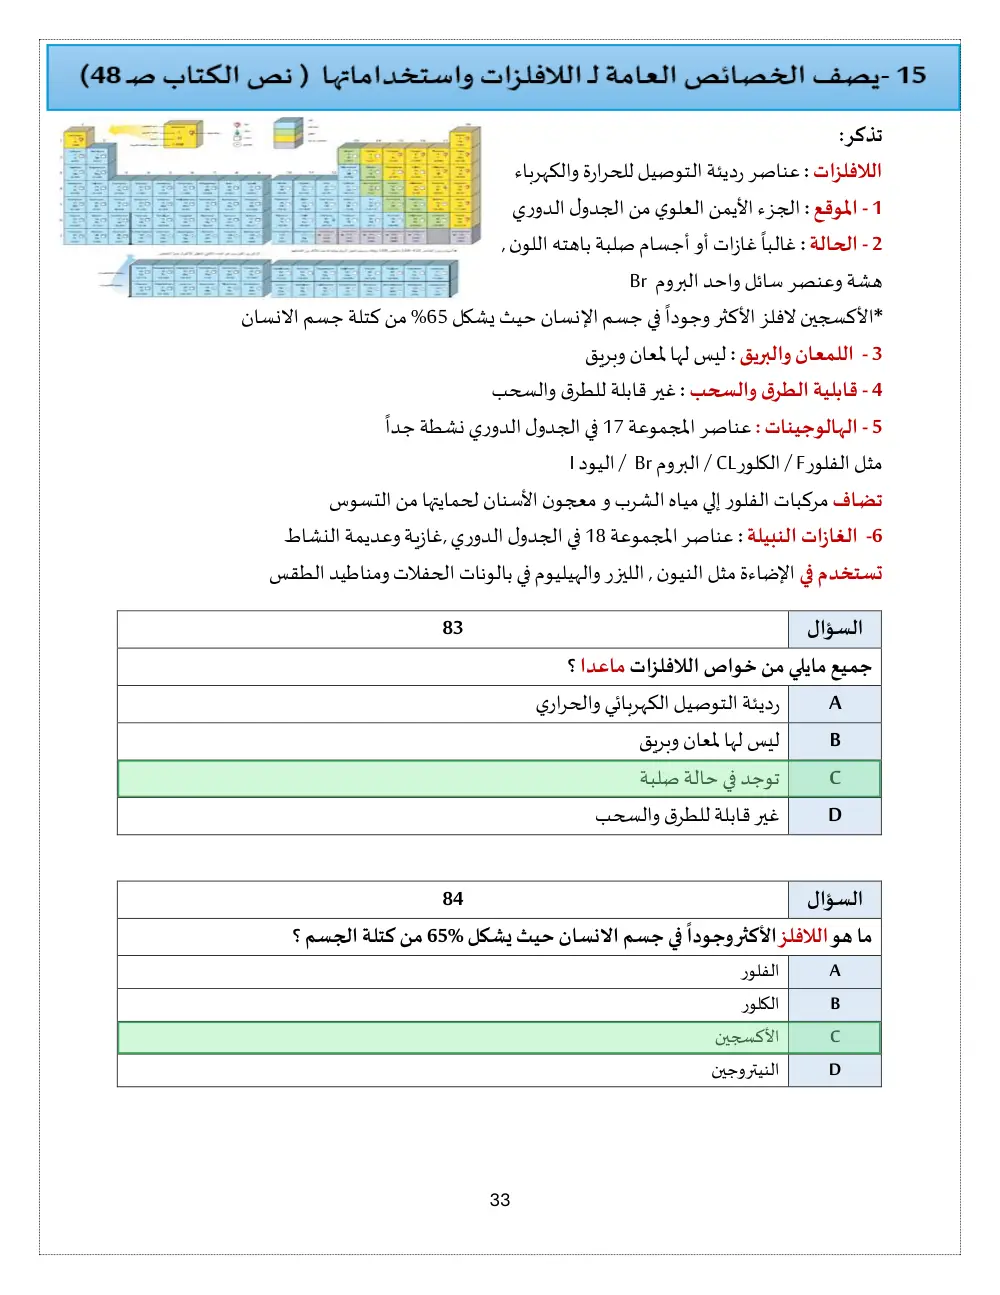 15 -يصف الخصائص العامة لـ اللافلزات واستخداماتها ( نص الكتاب صـ 48)
تذكر:
اللافلزات : عناصر رديئة التوصيل للحرارة والكهرباء
1 - الموقع : الجزء الأيمن العلوي من الجدول الدوري
2 - الحالة : غالباً غازات أو أجسام صلبة باهته اللون ,
هشة وعنصر سائل واحد البروم Br
*الأكسجين لافلز الأكثر وجوداً في جسم الإنسان حيث يشكل 65% من كتلة جسم الانسان
3 - اللمعان والبريق : ليس لها لمعان وبريق
4 - قابلية الطرق والسحب : غير قابلة للطرق والسحب
5 - الهالوجينات : عناصر المجموعة 17 في الجدول الدوري نشطة جداً
مثل الفلور F / الكلور CL / البروم Br / اليود I
تضاف مركبات الفلور إلي مياه الشرب و معجون الأسنان لحمايتها من التسوس
6- الغازات النبيلة : عناصر المجموعة 18 في الجدول الدوري ,غازية وعديمة النشاط
تستخدم في الإضاءة مثل النيون , الليزر والهيليوم في بالونات الحفلات ومناطيد الطقس
السؤال 83
جميع مايلي من خواص اللافلزات ماعدا ؟
A رديئة التوصيل الكهربائي والحراري
B ليس لها لمعان وبريق
C توجد في حالة صلبة
D غير قابلة للطرق والسحب
السؤال 84
ما هو اللافلز الأكثر وجوداً في جسم الانسان حيث يشكل 65% من كتلة الجسم ؟
A الفلور
B الكلور
C الأكسجين
D النيتروجين
33